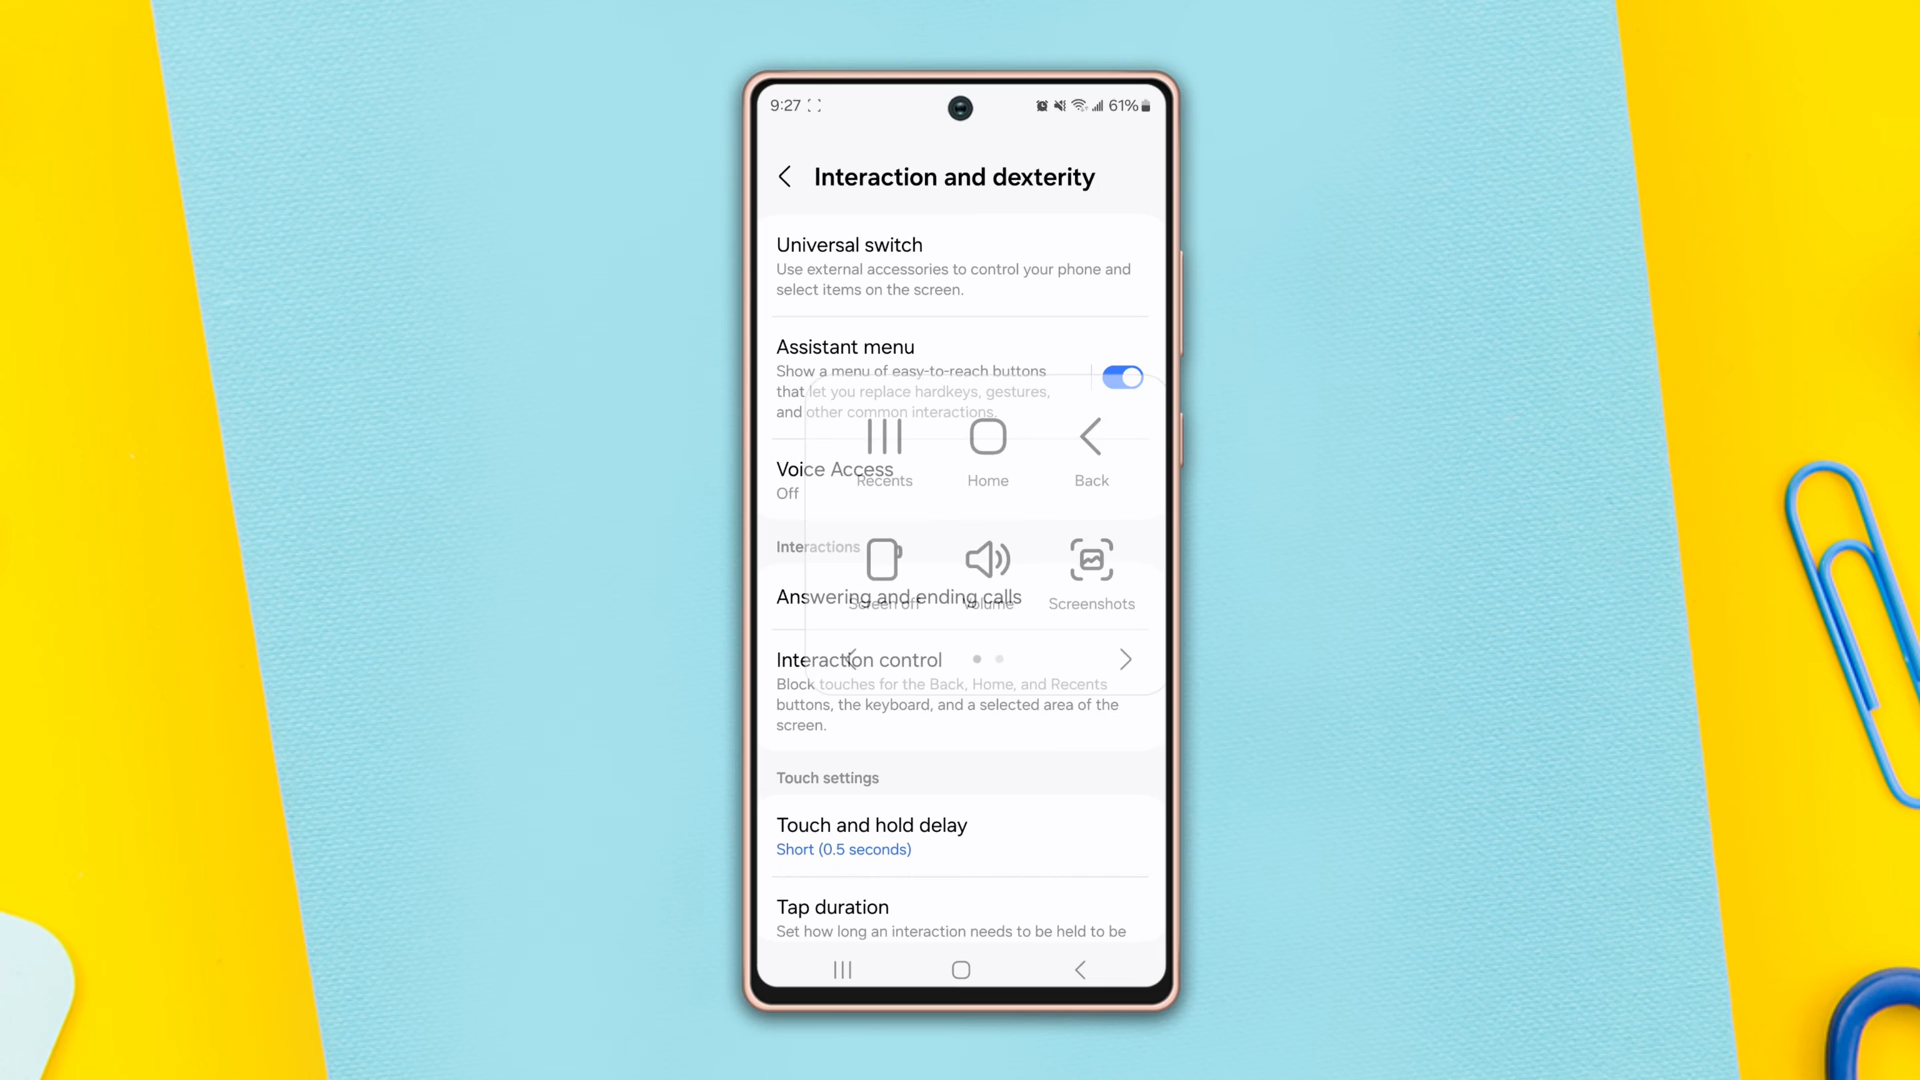 9:27
61%
Interaction and dexterity
Universal switch
Use external accessories to control your phone and
select items on the screen.
Assistant menu
Show a menu of easy-to-reach buttons
that let you replace hardkeys, gestures,
and other common interactions.
Recents
Home
Back
Voice Access
Off
Interactions
Screen off
Volume
Screenshots
Answering and ending calls
Interaction control
Block touches for the Back, Home, and Recents
buttons, the keyboard, and a selected area of the
screen.
Touch settings
Touch and hold delay
Short (0.5 seconds)
Tap duration
Set how long an interaction needs to be held to be